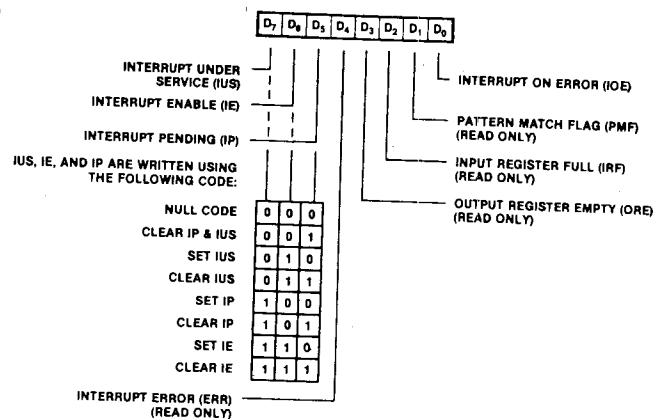 D7 D6 D5 D4 D3 D2 D1 D0
INTERRUPT UNDER
SERVICE (IUS)
INTERRUPT ENABLE (IE)
INTERRUPT PENDING (IP)
IUS, IE, AND IP ARE WRITTEN USING
THE FOLLOWING CODE:
NULL CODE 0 0 0
CLEAR IP & IUS 0 0 1
SET IUS 0 1 0
CLEAR IUS 0 1 1
SET IP 1 0 0
CLEAR IP 1 0 1
SET IE 1 1 0
CLEAR IE 1 1 1
INTERRUPT ERROR (ERR)
(READ ONLY)
INTERRUPT ON ERROR (IOE)
PATTERN MATCH FLAG (PMF)
(READ ONLY)
INPUT REGISTER FULL (IRF)
(READ ONLY)
OUTPUT REGISTER EMPTY (ORE)
(READ ONLY)